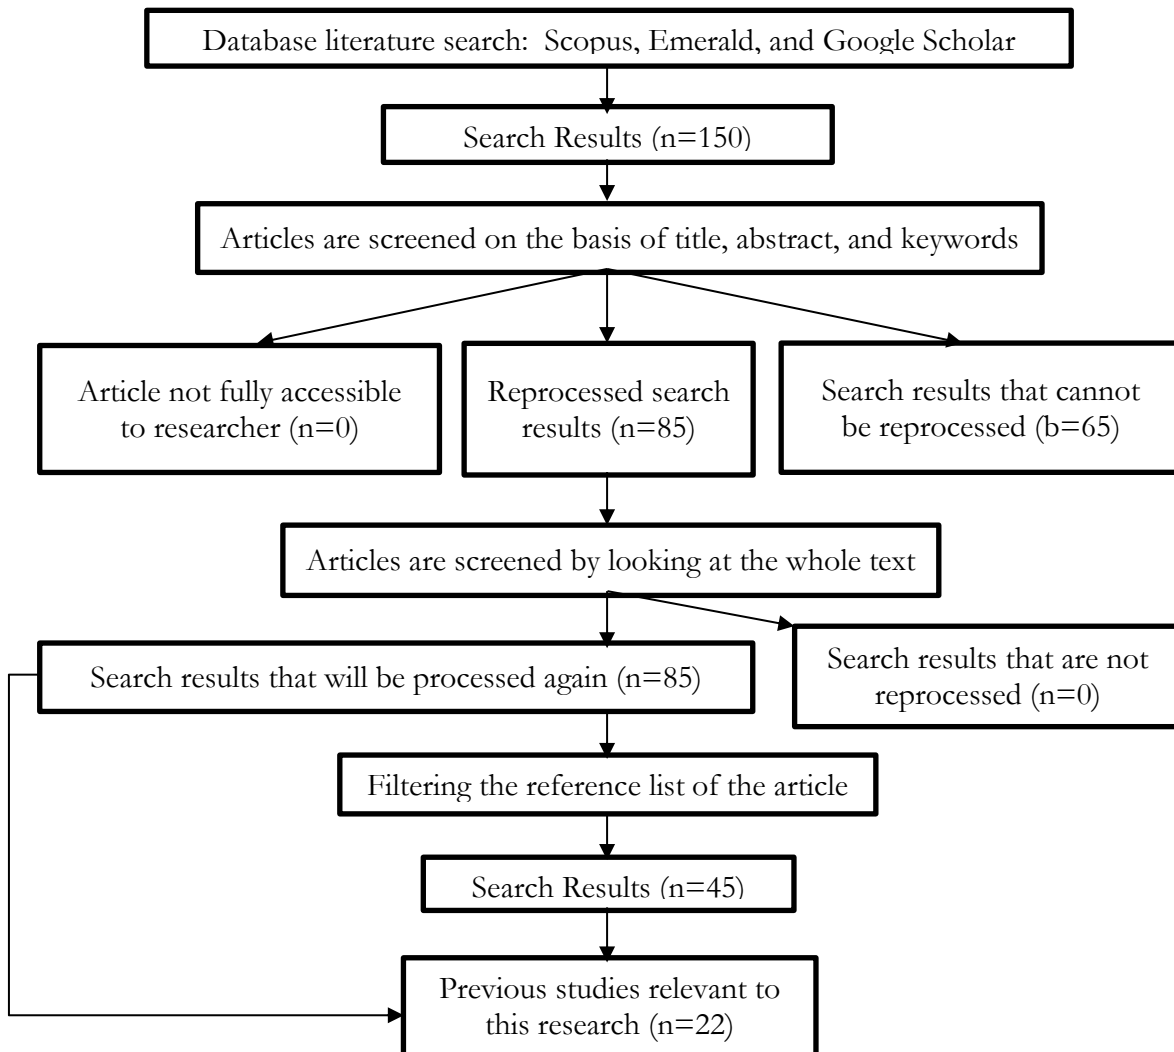 Database literature search: Scopus, Emerald, and Google Scholar
Search Results (n=150)
Articles are screened on the basis of title, abstract, and keywords
Article not fully accessible
to researcher (n=0)
Reprocessed search
results (n=85)
Search results that cannot
be reprocessed (b=65)
Articles are screened by looking at the whole text
Search results that will be processed again (n=85)
Search results that are not
reprocessed (n=0)
Filtering the reference list of the article
Search Results (n=45)
Previous studies relevant to
this research (n=22)